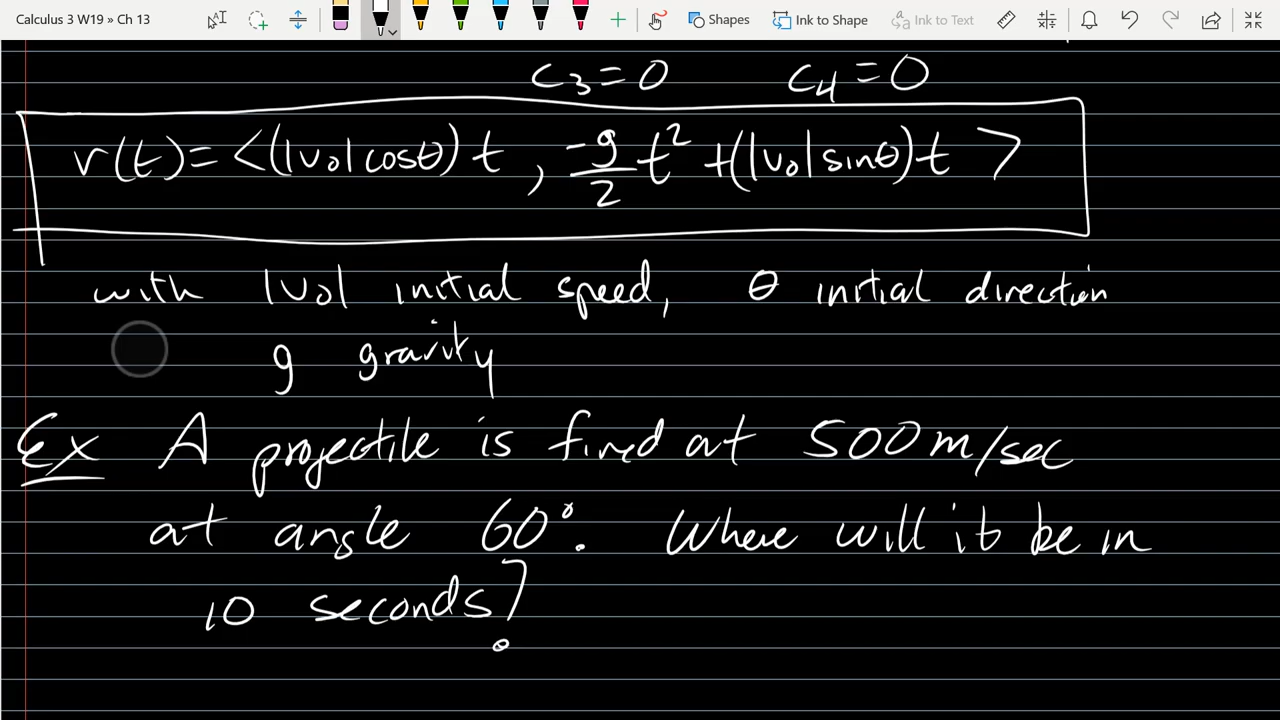 Calculus 3 W19 » Ch 13
Shapes
Ink to Shape
Ink to Text
c₃=0 c₄=0
r(t)=<(|v₀|cosθ)t, -g/2 t² +(|v₀|sinθ)t>
with |v₀| initial speed, θ initial direction
g gravity
Ex A projectile is fired at 500m/sec
at angle 60°. Where will it be in
10 seconds?